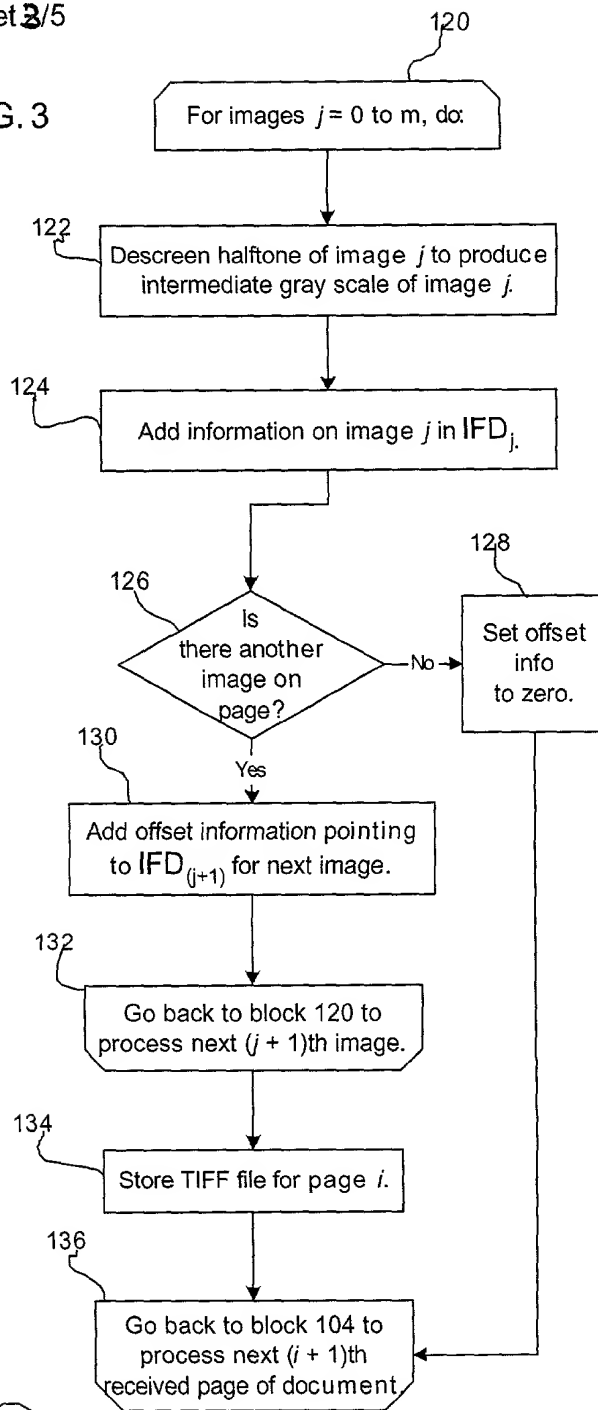 et 3/5
G. 3
120
For images j = 0 to m, do:
122
Descreen halftone of image j to produce
intermediate gray scale of image j.
124
Add information on image j in IFDj.
126
Is
there another
image on
page?
No
128
Set offset
info
to zero.
Yes
130
Add offset information pointing
to IFD(j+1) for next image.
132
Go back to block 120 to
process next (j + 1)th image.
134
Store TIFF file for page i.
136
Go back to block 104 to
process next (i + 1)th
received page of document.